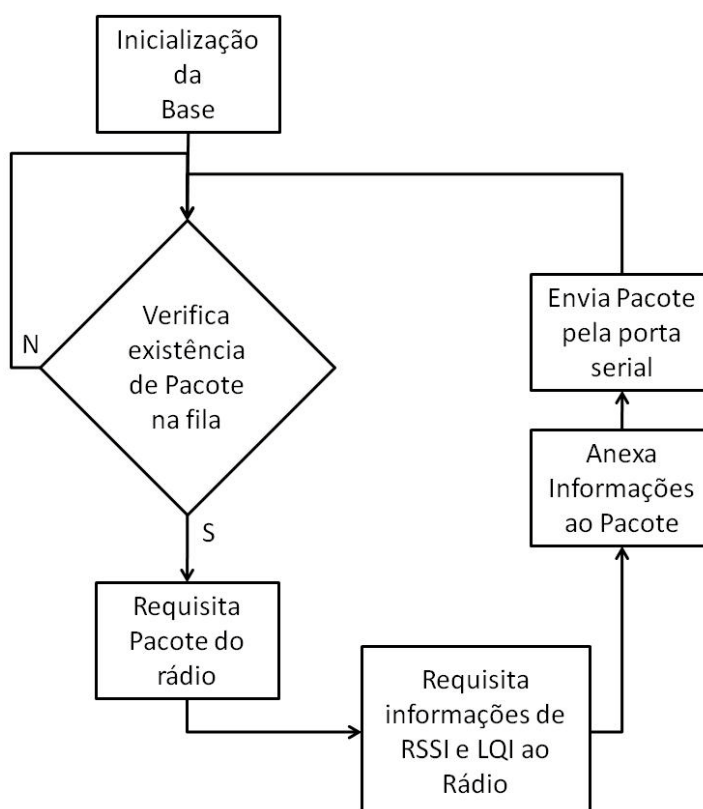 Inicialização
da
Base
Verifica
existência
de Pacote
na fila
N
S
Requisita
Pacote do
rádio
Requisita
informações de
RSSI e LQI ao
Rádio
Anexa
Informações
ao Pacote
Envia Pacote
pela porta
serial